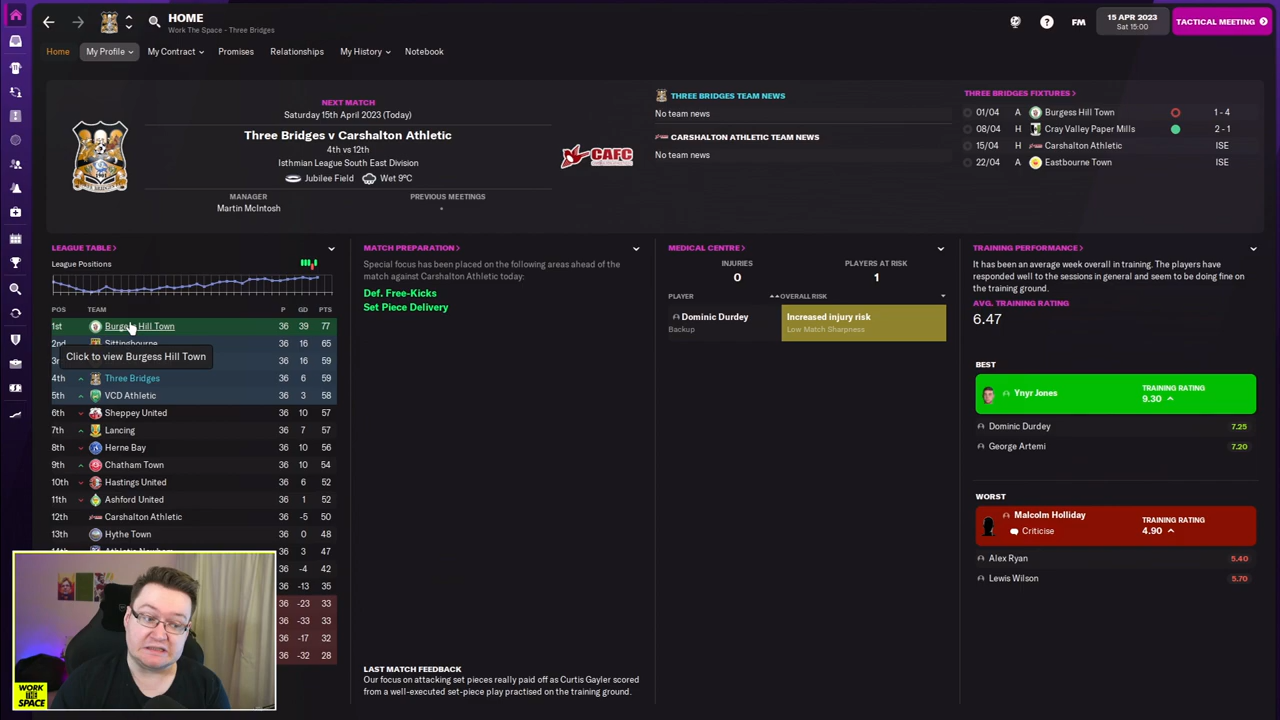 HOME
Work The Space - Three Bridges
FM
15 APR 2023
Sat 15:00
TACTICAL MEETING
Home
My Profile
My Contract
Promises
Relationships
My History
Notebook
NEXT MATCH
Saturday 15th April 2023 (Today)
Three Bridges v Carshalton Athletic
4th vs 12th
Isthmian League South East Division
Jubilee Field Wet 9°C
MANAGER
Martin McIntosh
PREVIOUS MEETINGS
-
CAFC
THREE BRIDGES TEAM NEWS
No team news
CARSHALTON ATHLETIC TEAM NEWS
No team news
THREE BRIDGES FIXTURES
01/04 A Burgess Hill Town 1 - 4
08/04 H Cray Valley Paper Mills 2 - 1
15/04 H Carshalton Athletic ISE
22/04 A Eastbourne Town ISE
LEAGUE TABLE
League Positions
POS TEAM P GD PTS
1st Burgess Hill Town 36 39 77
2nd Sittingbourne 36 16 65
Click to view Burgess Hill Town
36 16 59
4th Three Bridges 36 6 59
5th VCD Athletic 36 3 58
6th Sheppey United 36 10 57
7th Lancing 36 7 57
8th Herne Bay 36 10 56
9th Chatham Town 36 10 54
10th Hastings United 36 6 52
11th Ashford United 36 1 52
12th Carshalton Athletic 36 -5 50
13th Hythe Town 36 0 48
14th Athletic Newham 36 3 47
36 -4 42
36 -13 35
36 -23 33
36 -33 33
36 -17 32
36 -32 28
WORK
THE
SPACE
MATCH PREPARATION
Special focus has been placed on the following areas ahead of the
match against Carshalton Athletic today:
Def. Free-Kicks
Set Piece Delivery
LAST MATCH FEEDBACK
Our focus on attacking set pieces really paid off as Curtis Gayler scored
from a well-executed set-piece play practised on the training ground.
MEDICAL CENTRE
INJURIES
0
PLAYERS AT RISK
1
PLAYER OVERALL RISK
Dominic Durdey
Backup
Increased injury risk
Low Match Sharpness
TRAINING PERFORMANCE
It has been an average week overall in training. The players have
responded well to the sessions in general and seem to be doing fine on
the training ground.
AVG. TRAINING RATING
6.47
BEST
Ynyr Jones
TRAINING RATING
9.30
Dominic Durdey 7.25
George Artemi 7.20
WORST
Malcolm Holliday
Criticise
TRAINING RATING
4.90
Alex Ryan 5.40
Lewis Wilson 5.70